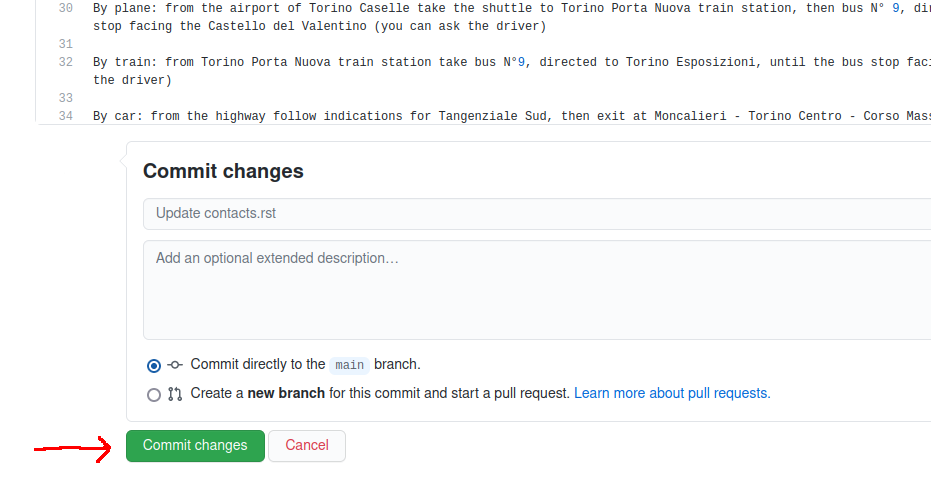 30 By plane: from the airport of Torino Caselle take the shuttle to Torino Porta Nuova train station, then bus N° 9, di
stop facing the Castello del Valentino (you can ask the driver)
31
32 By train: from Torino Porta Nuova train station take bus N°9, directed to Torino Esposizioni, until the bus stop faci
the driver)
33
34 By car: from the highway follow indications for Tangenziale Sud, then exit at Moncalieri - Torino Centro - Corso Mass
Commit changes
Update contacts.rst
Add an optional extended description…
Commit directly to the main branch.
Create a new branch for this commit and start a pull request. Learn more about pull requests.
Commit changes Cancel